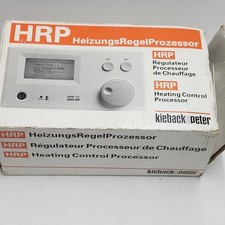 HRP HeizungsRegelProzessor
HRP
Régulateur
Processeur
de Chauffage
HRP
Heating Control
Processor
kieback peter
HRP HeizungsRegelProzessor
HRP Régulateur Processeur de Chauffage
HRP Heating Control Processor
kieback peter